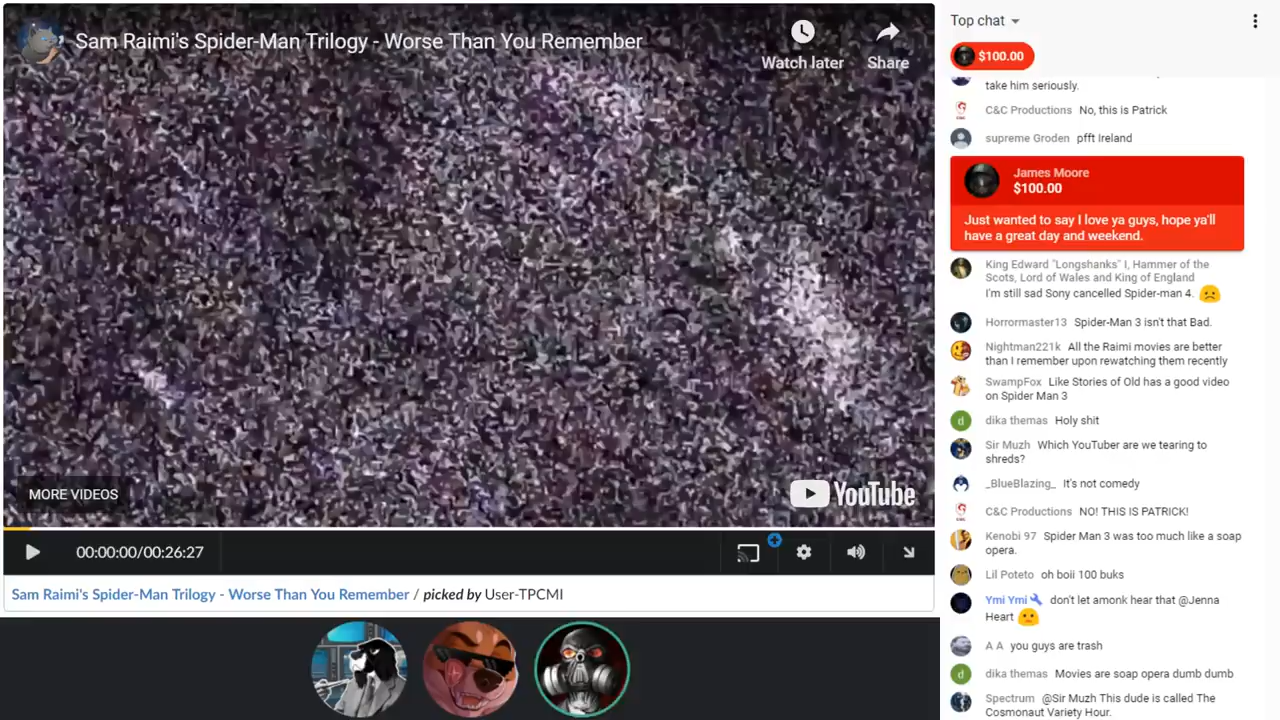 Sam Raimi's Spider-Man Trilogy - Worse Than You Remember
Watch later
Share
MORE VIDEOS
YouTube
00:00:00/00:26:27
Sam Raimi's Spider-Man Trilogy - Worse Than You Remember / picked by User-TPCMI
Top chat
$100.00
take him seriously.
C&C Productions No, this is Patrick
supreme Groden pfft Ireland
James Moore
$100.00
Just wanted to say I love ya guys, hope ya'll
have a great day and weekend.
King Edward "Longshanks" I, Hammer of the
Scots, Lord of Wales and King of England
I'm still sad Sony cancelled Spider-man 4.
Horrormaster13 Spider-Man 3 isn't that Bad.
Nightman221k All the Raimi movies are better
than I remember upon rewatching them recently
SwampFox Like Stories of Old has a good video
on Spider Man 3
d dika themas Holy shit
Sir Muzh Which YouTuber are we tearing to
shreds?
_BlueBlazing_ It's not comedy
C&C Productions NO! THIS IS PATRICK!
Kenobi 97 Spider Man 3 was too much like a soap
opera.
Lil Poteto oh boii 100 buks
Ymi Ymi don't let amonk hear that @Jenna
Heart
A A you guys are trash
d dika themas Movies are soap opera dumb dumb
Spectrum @Sir Muzh This dude is called The
Cosmonaut Variety Hour.